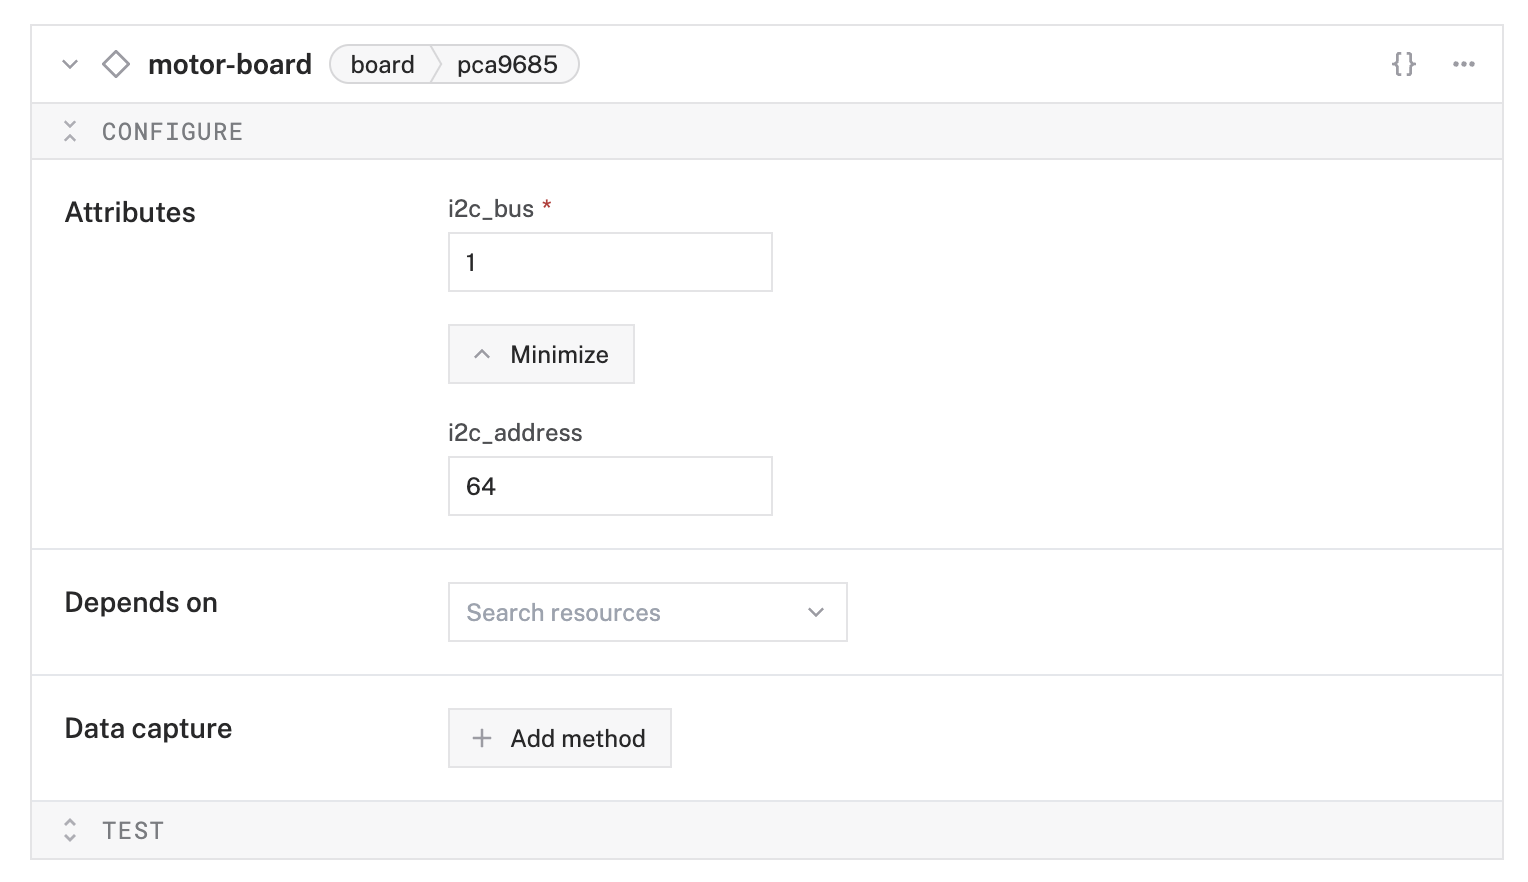 motor-board board pca9685 {} ...
CONFIGURE
Attributes
i2c_bus *
1
Minimize
i2c_address
64
Depends on
Search resources
Data capture
+ Add method
TEST